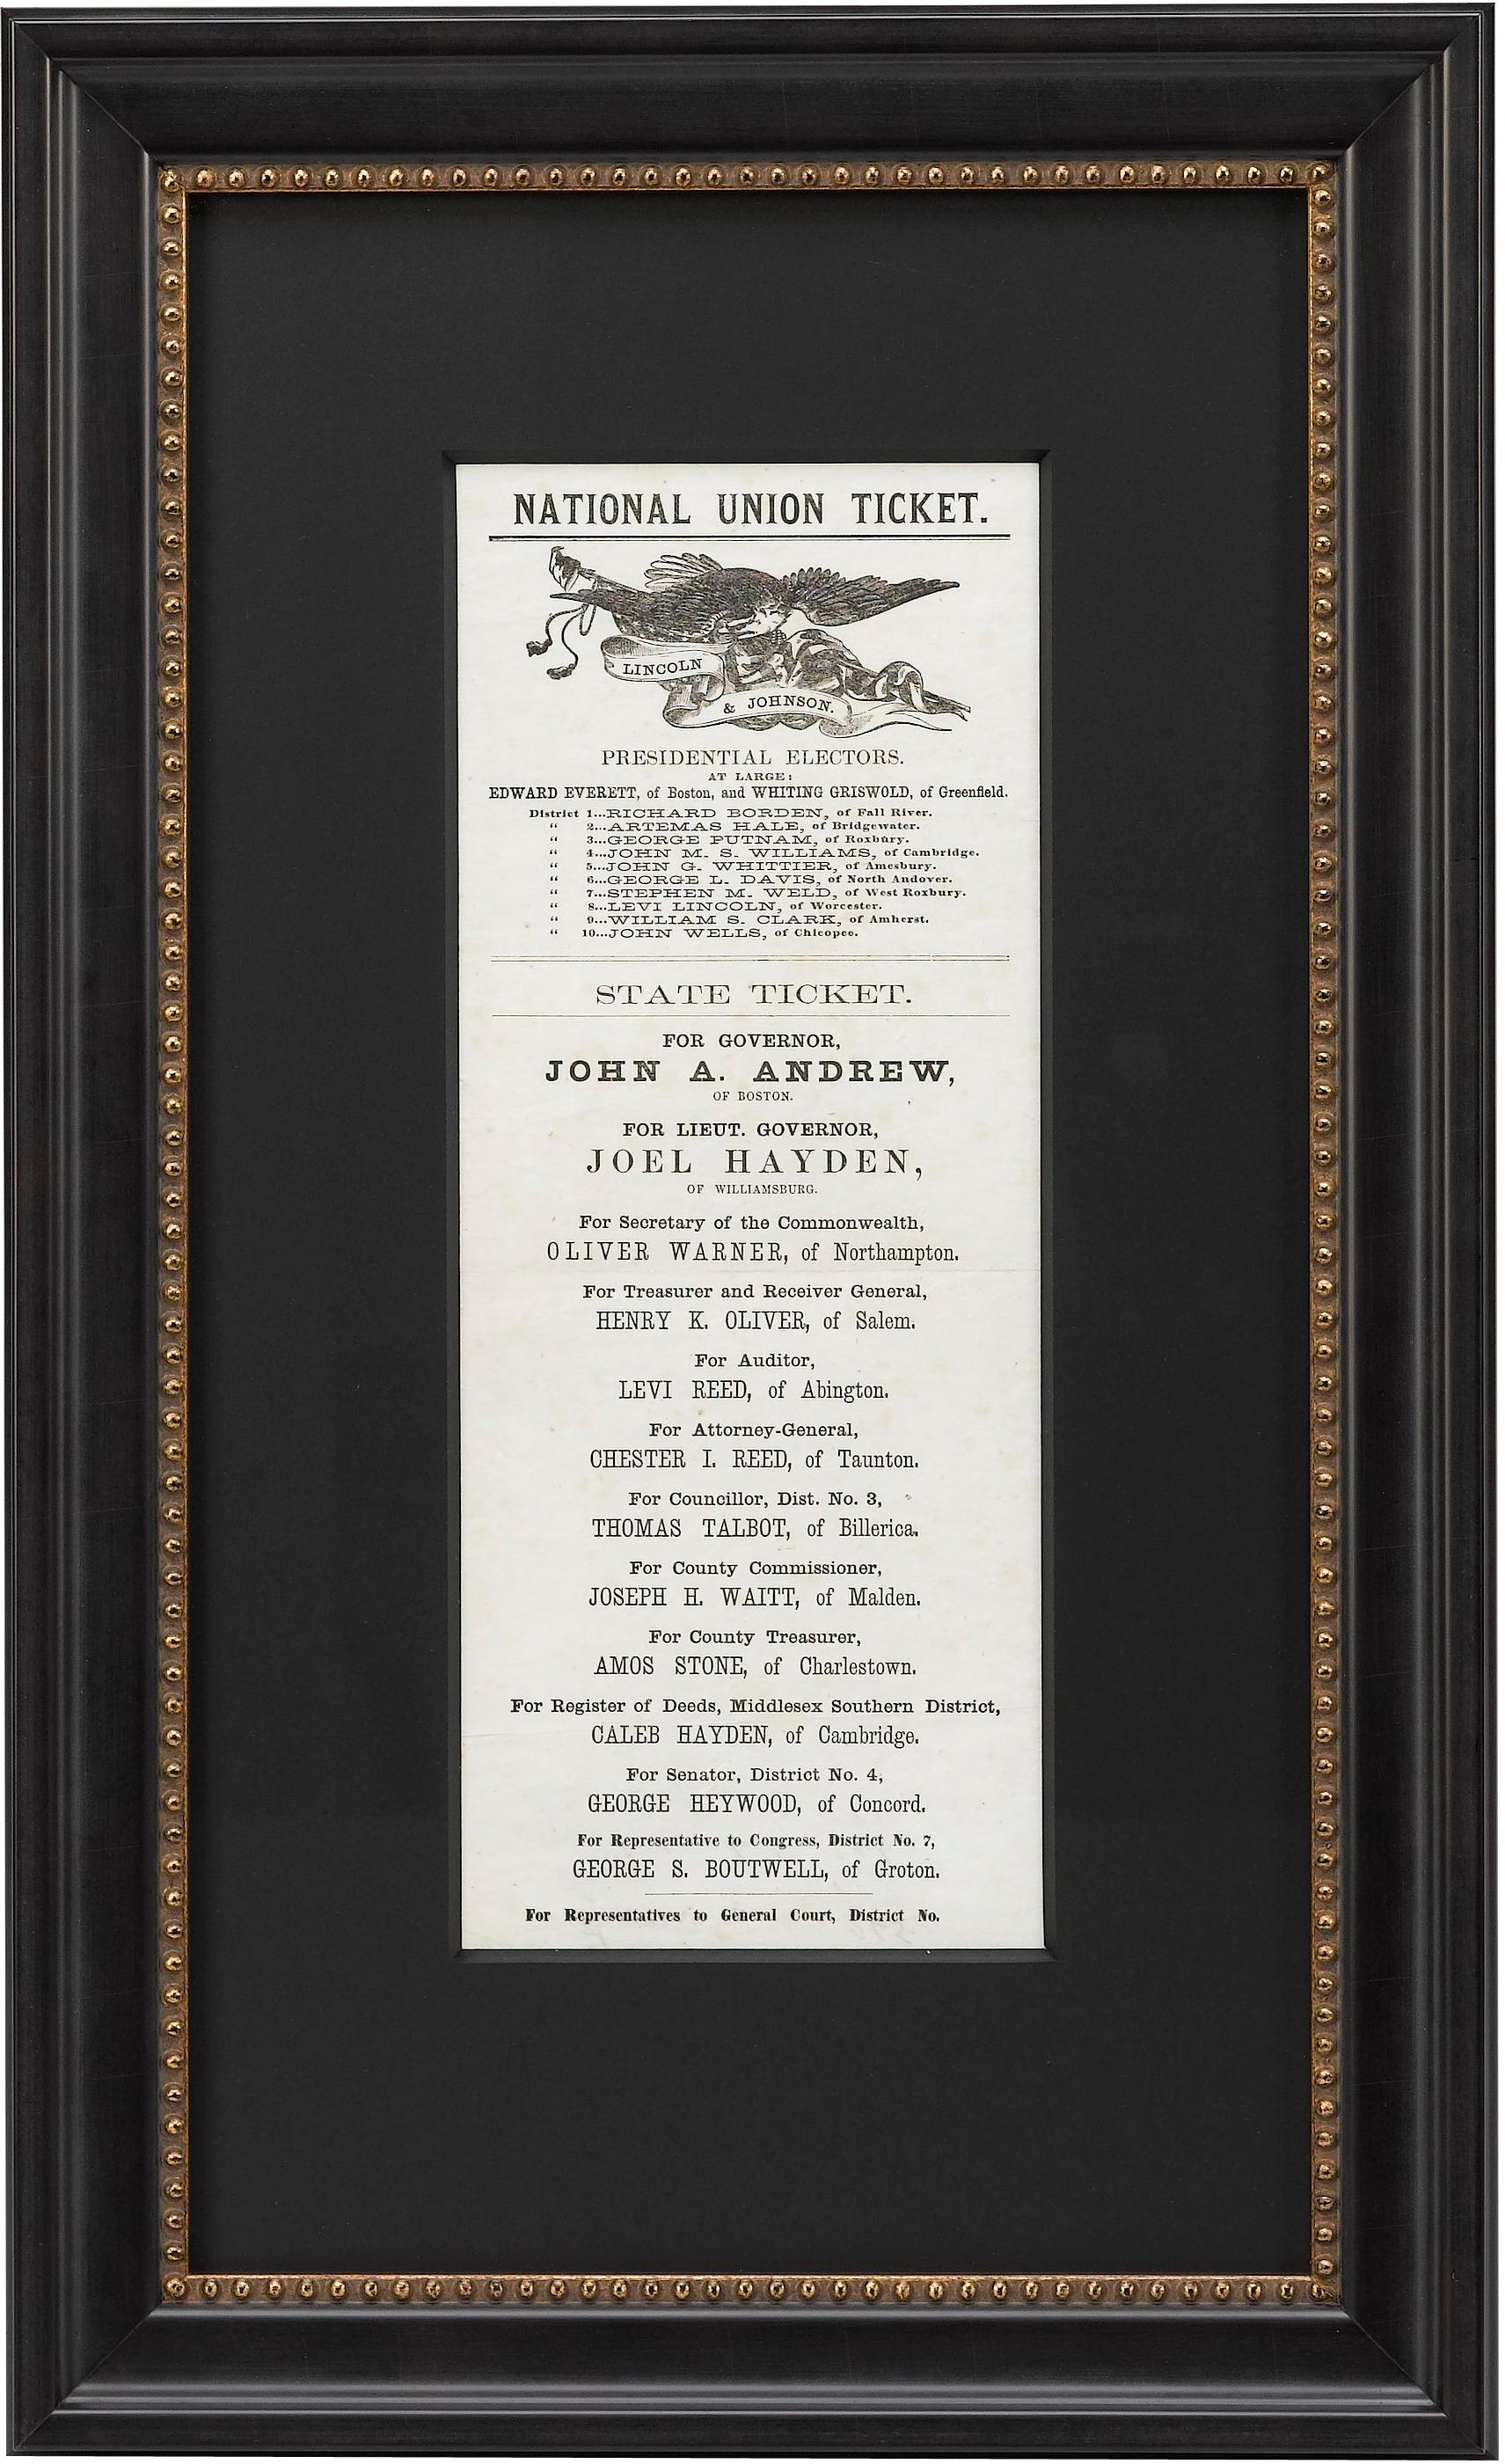 NATIONAL UNION TICKET.
LINCOLN
& JOHNSON.
PRESIDENTIAL ELECTORS.
AT LARGE:
EDWARD EVERETT, of Boston, and WHITING GRISWOLD, of Greenfield.
District 1...RICHARD BORDEN, of Fall River.
“ 2...ARTEMAS HALE, of Bridgewater.
“ 3...GEORGE PUTNAM, of Roxbury.
“ 4...JOHN M. S. WILLIAMS, of Cambridge.
“ 5...JOHN G. WHITTIER, of Amesbury.
“ 6...GEORGE L. DAVIS, of North Andover.
“ 7...STEPHEN M. WELD, of West Roxbury.
“ 8...LEVI LINCOLN, of Worcester.
“ 9...WILLIAM S. CLARK, of Amherst.
“ 10...JOHN WELLS, of Chicopee.
STATE TICKET.
FOR GOVERNOR,
JOHN A. ANDREW,
OF BOSTON.
FOR LIEUT. GOVERNOR,
JOEL HAYDEN,
OF WILLIAMSBURG.
For Secretary of the Commonwealth,
OLIVER WARNER, of Northampton.
For Treasurer and Receiver General,
HENRY K. OLIVER, of Salem.
For Auditor,
LEVI REED, of Abington.
For Attorney-General,
CHESTER I. REED, of Taunton.
For Councillor, Dist. No. 3,
THOMAS TALBOT, of Billerica.
For County Commissioner,
JOSEPH H. WAITT, of Malden.
For County Treasurer,
AMOS STONE, of Charlestown.
For Register of Deeds, Middlesex Southern District,
CALEB HAYDEN, of Cambridge.
For Senator, District No. 4,
GEORGE HEYWOOD, of Concord.
For Representative to Congress, District No. 7,
GEORGE S. BOUTWELL, of Groton.
For Representatives to General Court, District No.